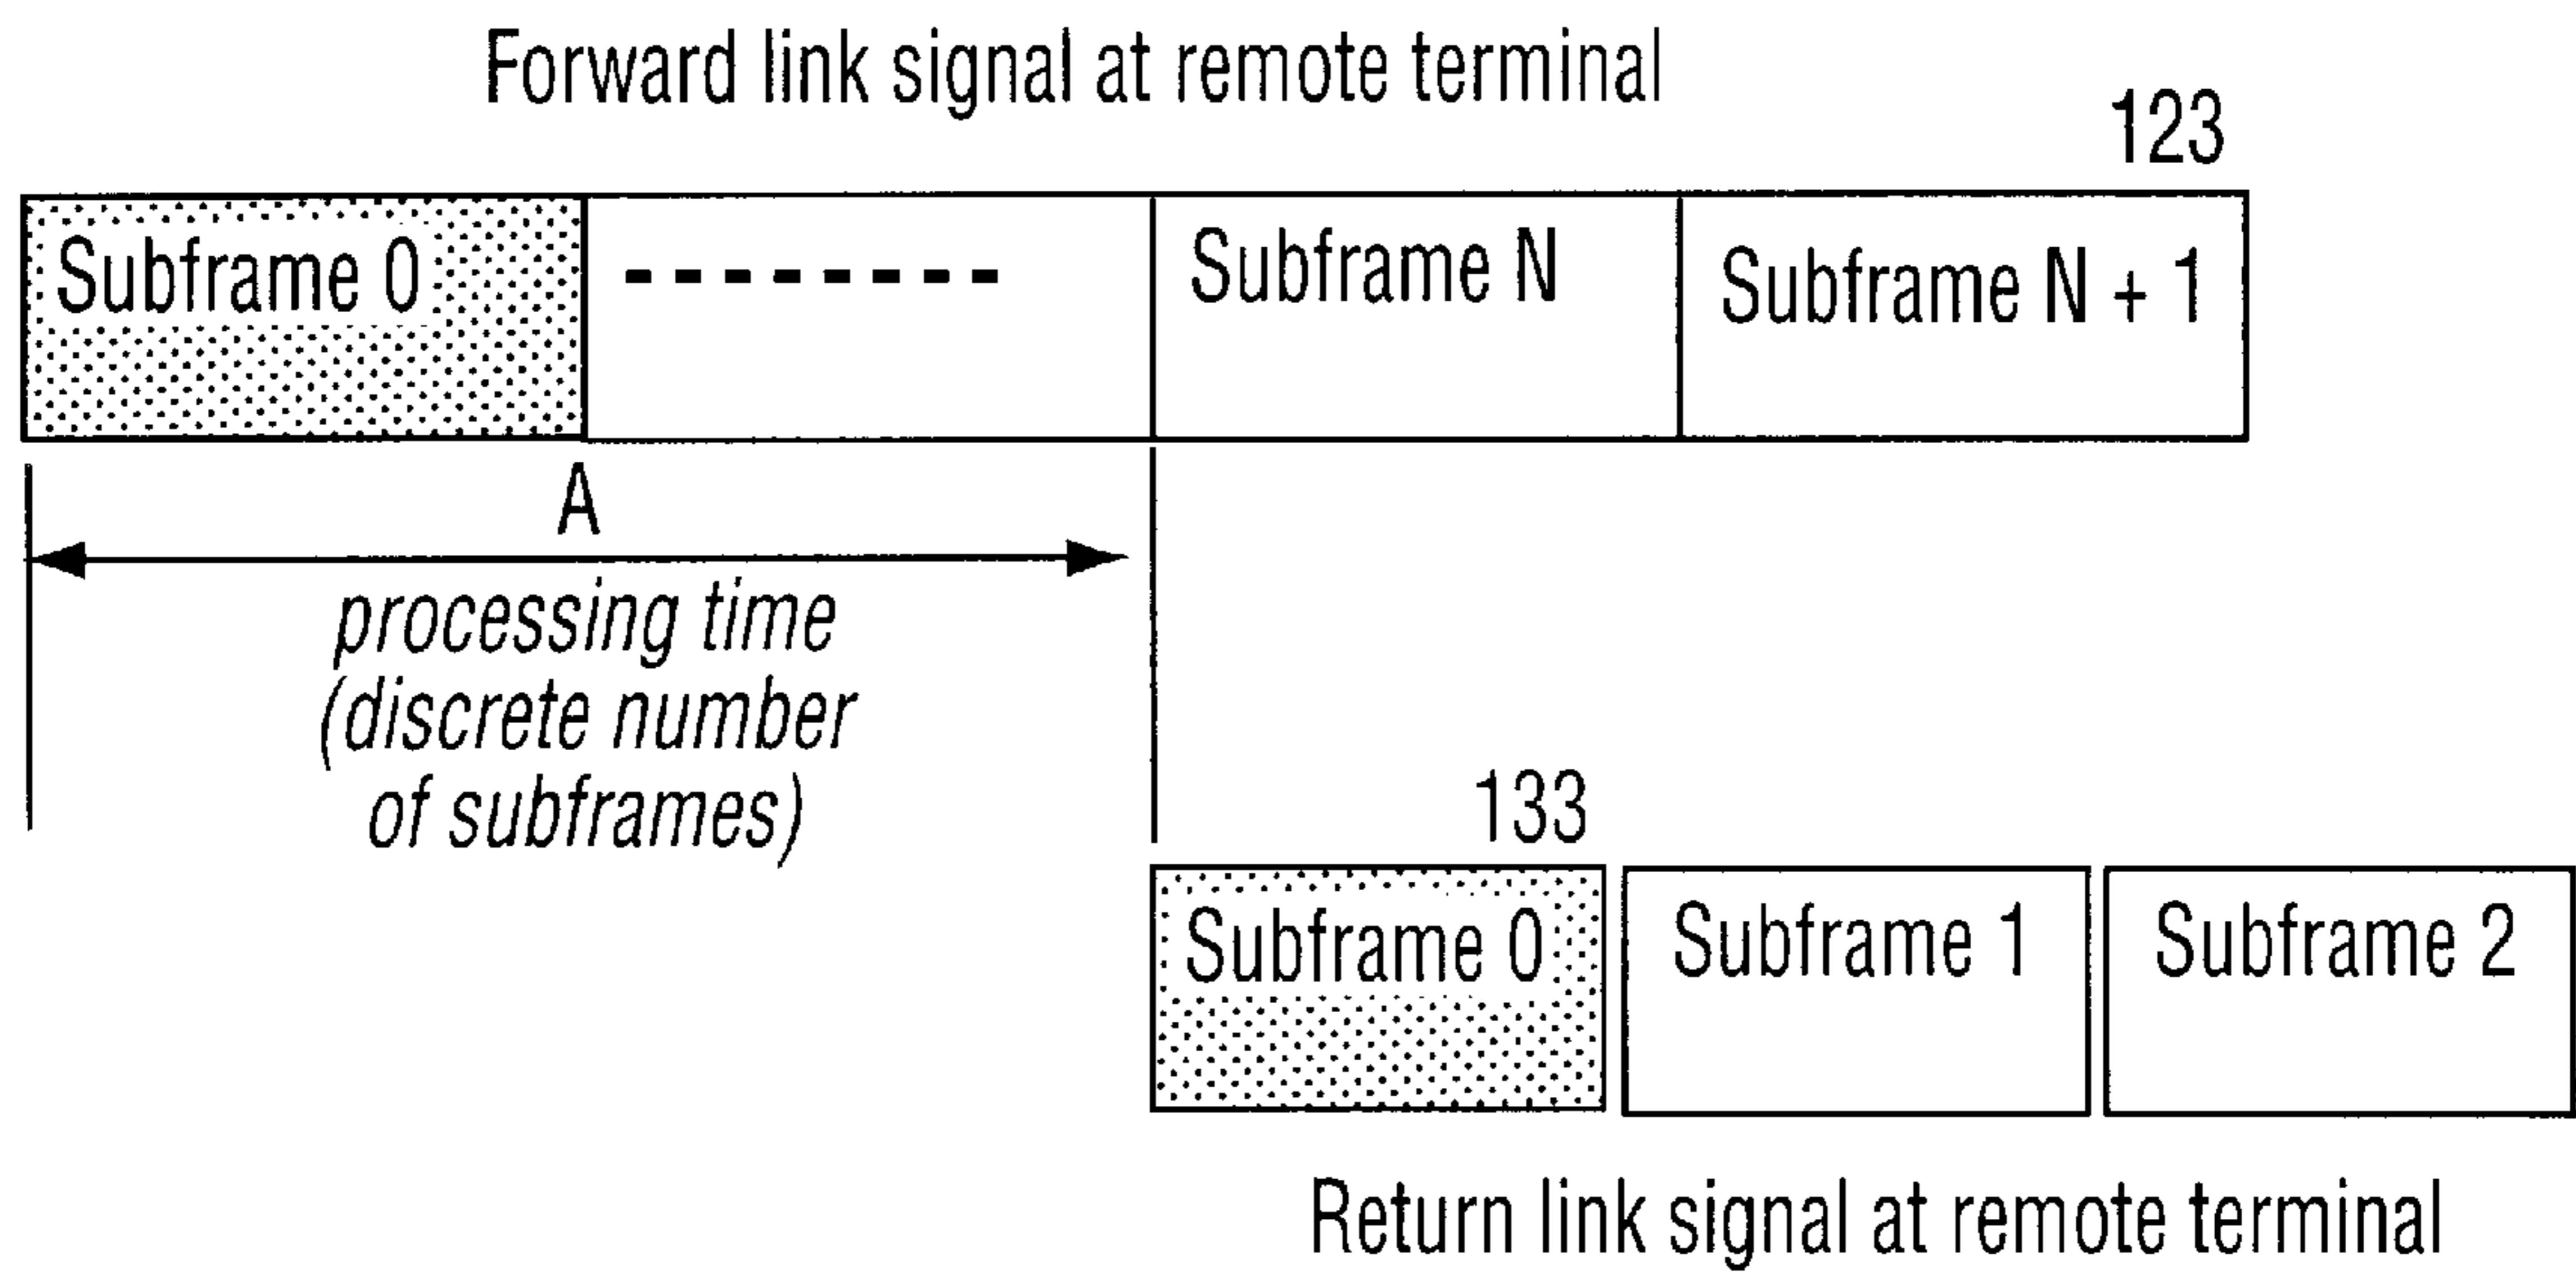 Forward link signal at remote terminal
123
Subframe 0
Subframe N
Subframe N + 1
A
processing time
(discrete number
of subframes)
133
Subframe 0
Subframe 1
Subframe 2
Return link signal at remote terminal